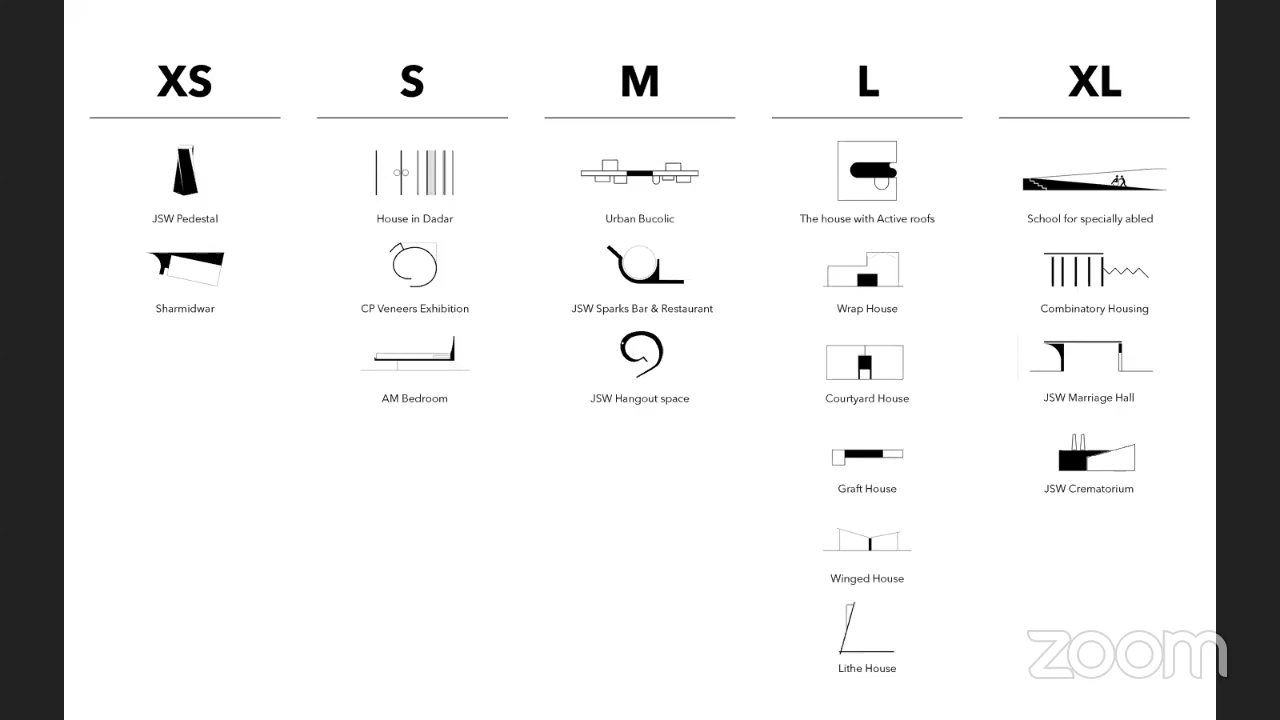 XS
S
M
L
XL
JSW Pedestal
House in Dadar
Urban Bucolic
The house with Active roofs
School for specially abled
Sharmidwar
CP Veneers Exhibition
JSW Sparks Bar & Restaurant
Wrap House
Combinatory Housing
AM Bedroom
JSW Hangout space
Courtyard House
JSW Marriage Hall
Graft House
JSW Crematorium
Winged House
Lithe House
zoom